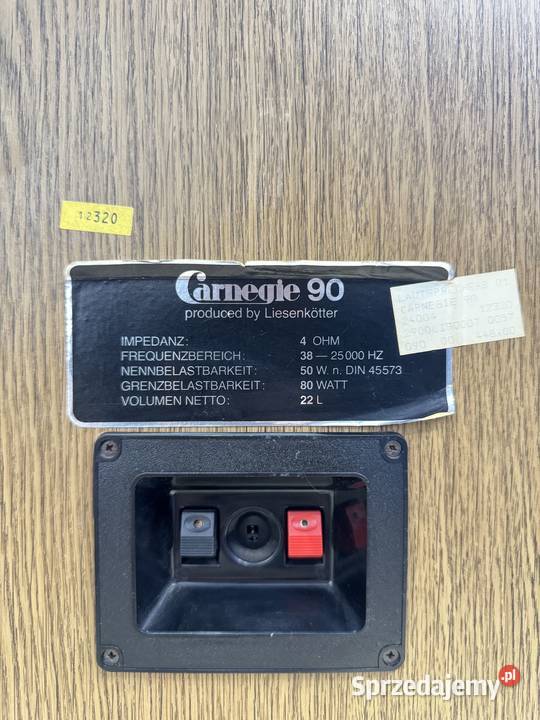 12320
Carnegie 90
produced by Liesenkötter
IMPEDANZ: 4 OHM
FREQUENZBEREICH: 38 — 25000 HZ
NENNBELASTBARKEIT: 50 W. n. DIN 45573
GRENZBELASTBARKEIT: 80 WATT
VOLUMEN NETTO: 22 L
CARNEGIE
Sprzedajemy.pl